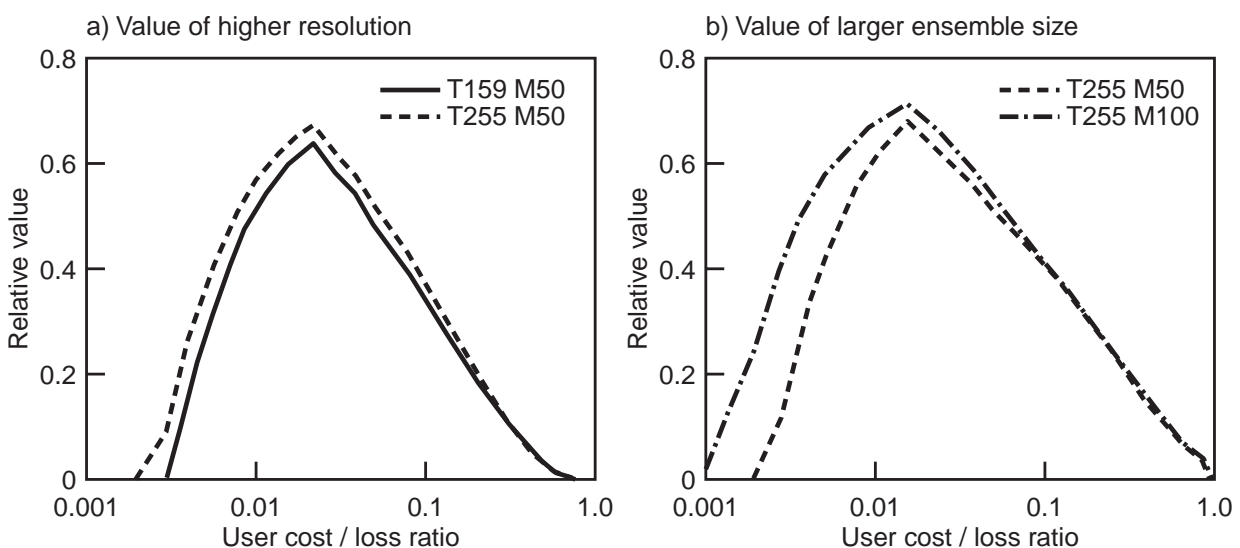 a) Value of higher resolution
0.8
0.6
0.4
0.2
0
Relative value
T159 M50
T255 M50
0.001
0.01
0.1
1.0
User cost / loss ratio
b) Value of larger ensemble size
0.8
0.6
0.4
0.2
0
Relative value
T255 M50
T255 M100
0.001
0.01
0.1
1.0
User cost / loss ratio